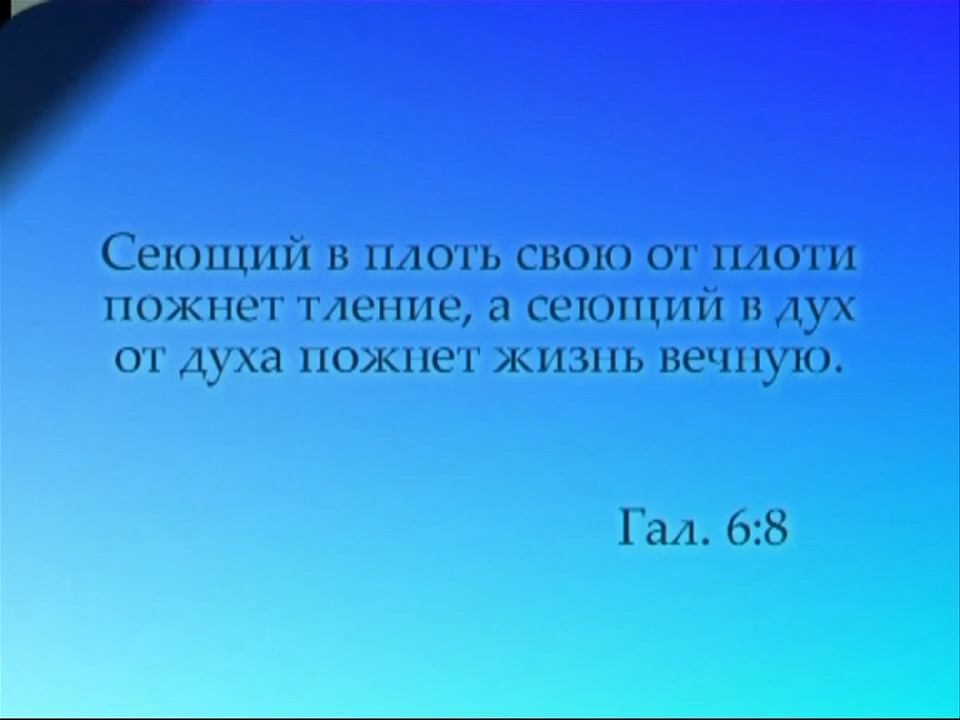 Сеющий в плоть свою от плоти
пожнет тление, а сеющий в дух
от духа пожнет жизнь вечную.
Гал. 6:8